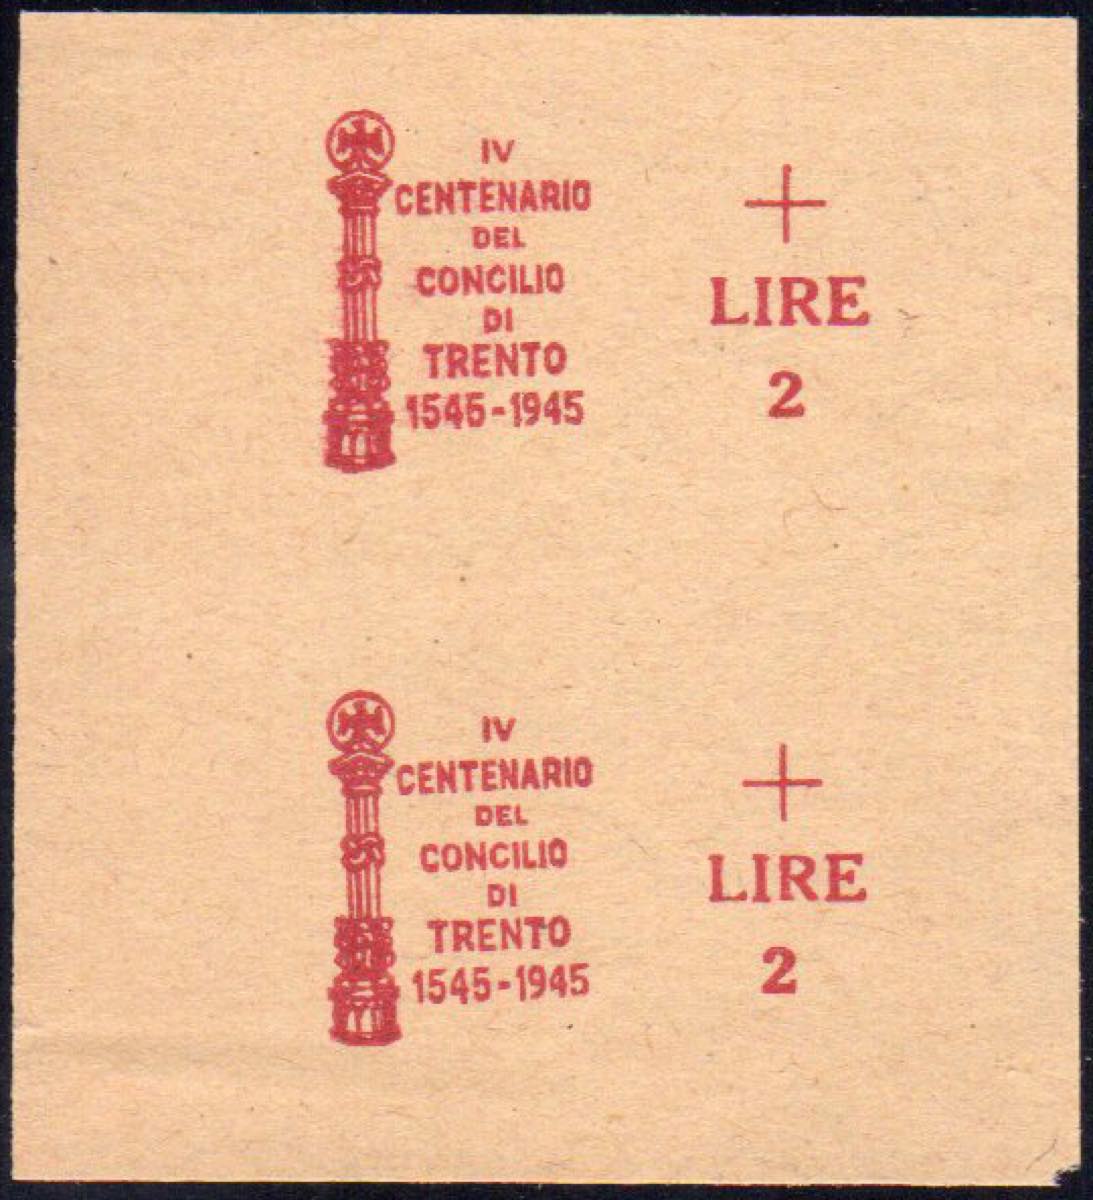 IV
CENTENARIO
DEL
CONCILIO
DI
TRENTO
1545-1945
+
LIRE
2
IV
CENTENARIO
DEL
CONCILIO
DI
TRENTO
1545-1945
+
LIRE
2